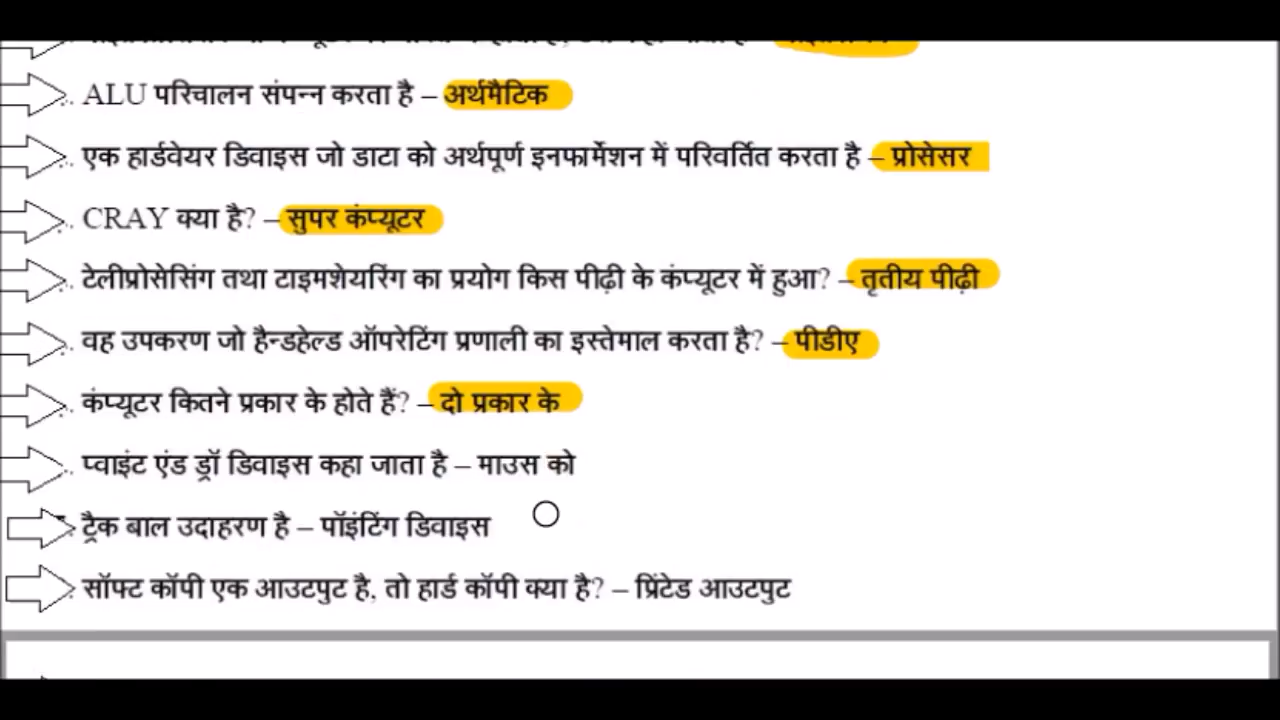 ALU परिचालन संपन्न करता है – अर्थमैटिक
एक हार्डवेयर डिवाइस जो डाटा को अर्थपूर्ण इनफार्मेशन में परिवर्तित करता है – प्रोसेसर
CRAY क्या है? – सुपर कंप्यूटर
टेलीप्रोसेसिंग तथा टाइमशेयरिंग का प्रयोग किस पीढ़ी के कंप्यूटर में हुआ? – तृतीय पीढ़ी
वह उपकरण जो हैन्डहेल्ड ऑपरेटिंग प्रणाली का इस्तेमाल करता है? – पीडीए
कंप्यूटर कितने प्रकार के होते हैं? – दो प्रकार के
प्वाइंट एंड ड्रॉ डिवाइस कहा जाता है – माउस को
ट्रैक बाल उदाहरण है – पॉइंटिंग डिवाइस
सॉफ्ट कॉपी एक आउटपुट है, तो हार्ड कॉपी क्या है? – प्रिंटेड आउटपुट